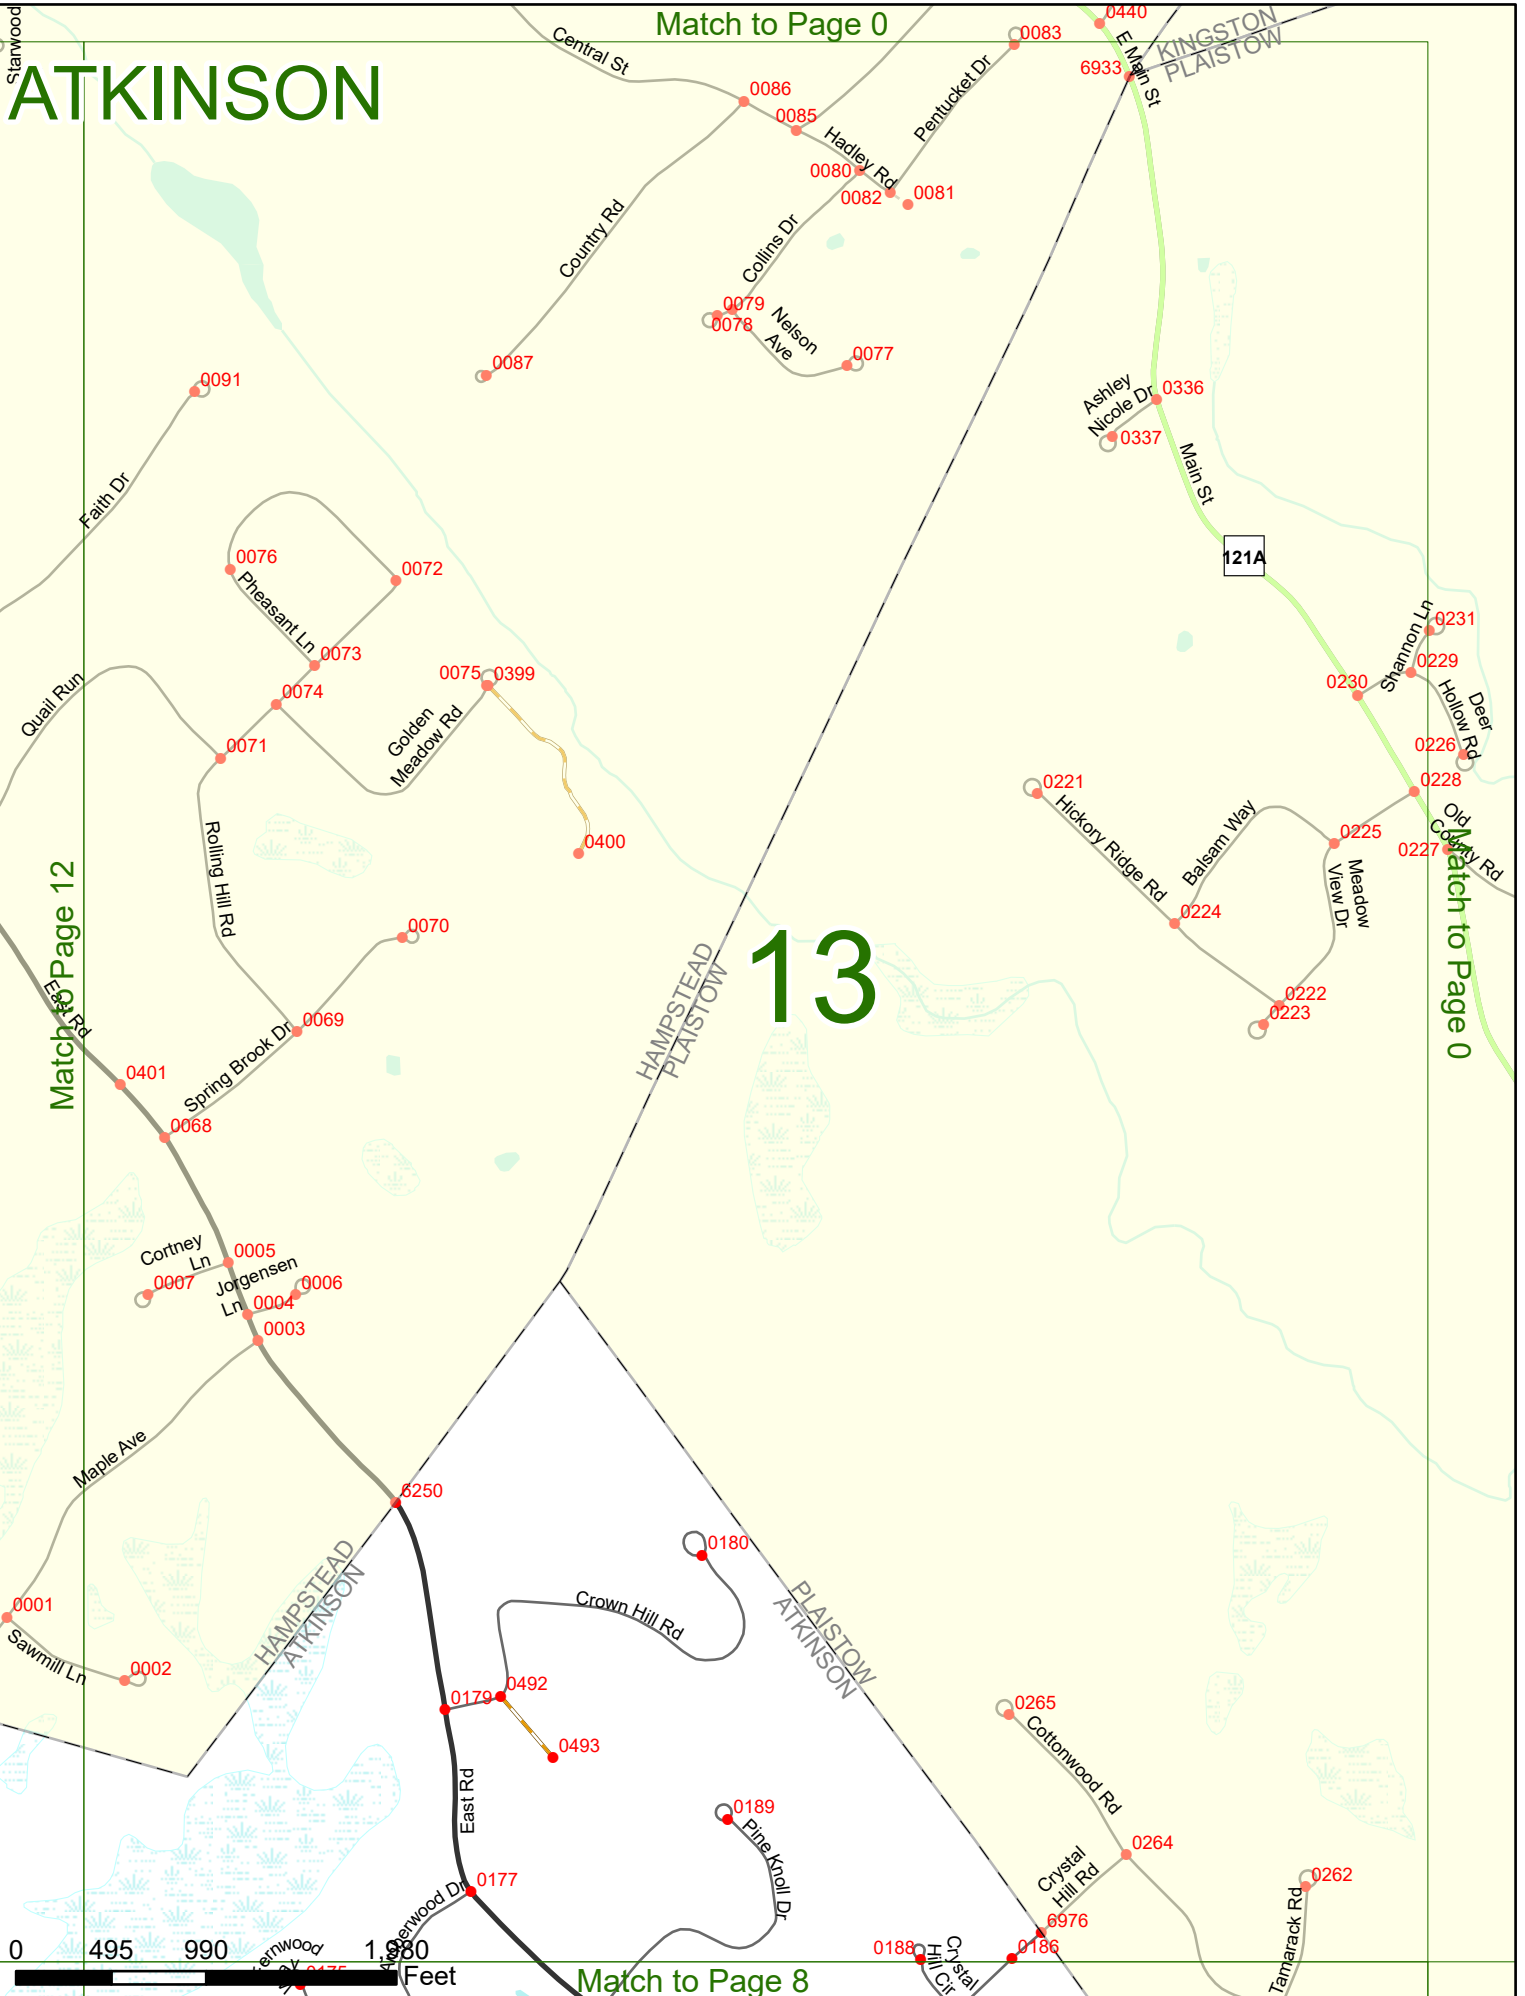 Match to Page 0
Starwood
ATKINSON
Central St
0440
E Main St
KINGSTON
PLAISTOW
6933
0083
Pentucket Dr
0086
0085
Hadley Rd
0080
0082
0081
Country Rd
Collins Dr
0079
0078
Nelson
Ave
0077
0087
0091
Faith Dr
0336
Ashley
Nicole Dr
0337
Main St
121A
0076
0072
Pheasant Ln
0073
0074
0075
0399
Quail Run
Golden
Meadow Rd
0071
Rolling Hill Rd
0400
0231
Shannon Ln
0229
0230
Deer
Hollow Rd
0226
0228
0221
Hickory Ridge Rd
Balsam Way
0225
Old
County Rd
0227
Meadow
View Dr
0224
0222
0223
Match to Page 12
Match to Page 0
13
HAMPSTEAD
PLAISTOW
0070
0069
East Rd
0401
Spring Brook Dr
0068
Cortney
Ln
0005
0007
Jorgensen
Ln
0006
0004
0003
Maple Ave
6250
HAMPSTEAD
ATKINSON
0001
Sawmill Ln
0002
0180
Crown Hill Rd
PLAISTOW
ATKINSON
0179
0492
0493
East Rd
0265
Cottonwood Rd
0264
0189
Pine Knoll Dr
0177
Crystal
Hill Rd
0262
Tamarack Rd
6976
0186
0188
Crystal
Hill Cir
0 495 990 1,980
Feet
Match to Page 8